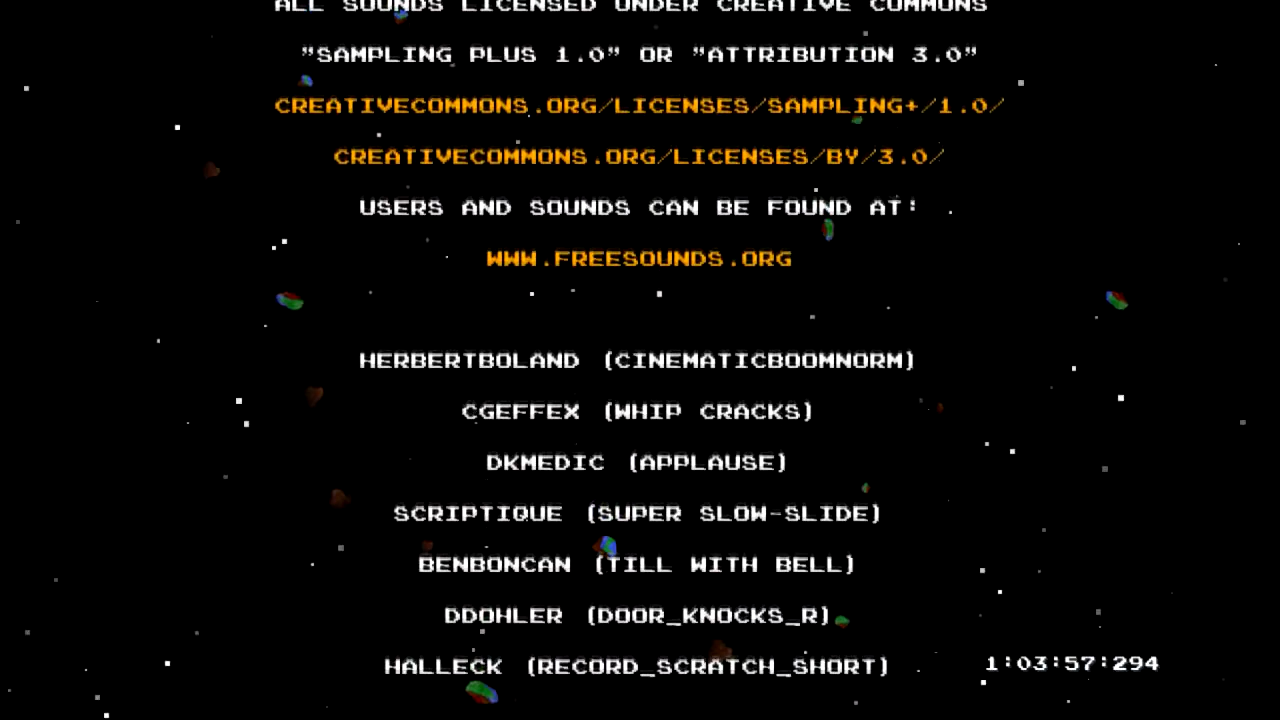 ALL SOUNDS LICENSED UNDER CREATIVE COMMONS
"SAMPLING PLUS 1.0" OR "ATTRIBUTION 3.0"
CREATIVECOMMONS.ORG/LICENSES/SAMPLING+/1.0/
CREATIVECOMMONS.ORG/LICENSES/BY/3.0/
USERS AND SOUNDS CAN BE FOUND AT:
WWW.FREESOUNDS.ORG
HERBERTBOLAND (CINEMATICBOOMNORM)
CGEFFEX (WHIP CRACKS)
DKMEDIC (APPLAUSE)
SCRIPTIQUE (SUPER SLOW-SLIDE)
BENBONCAN (TILL WITH BELL)
DDOHLER (DOOR_KNOCKS_R)
HALLECK (RECORD_SCRATCH_SHORT)
1:03:57:294